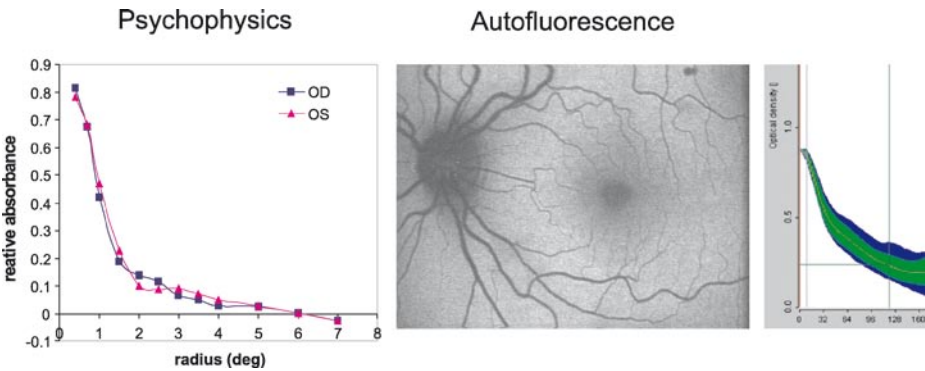 Psychophysics
Autofluorescence
0.9
0.8
0.7
0.6
0.5
0.4
0.3
0.2
0.1
0
-0.1
reative absorbance
OD
OS
0 1 2 3 4 5 6 7 8
radius (deg)
Optical density [
1.0
0.5
0.0
0 32 64 96 128 160